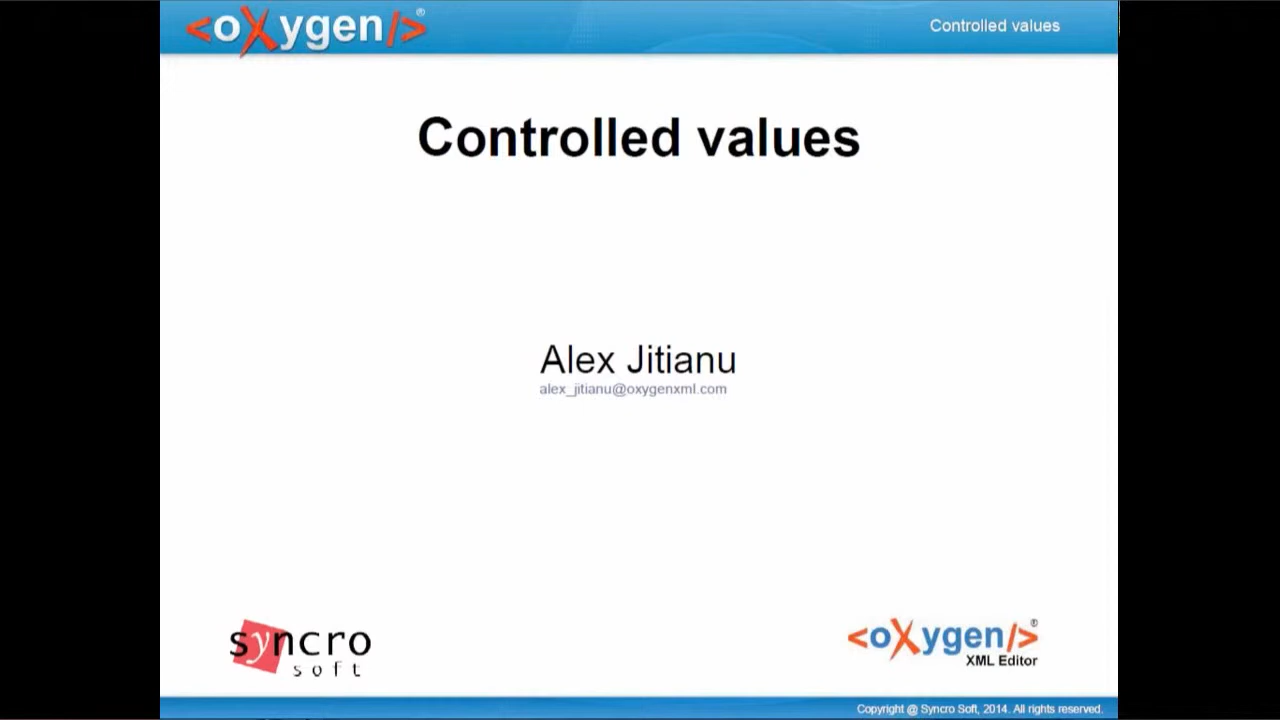 <oXygen/>®
Controlled values
Controlled values
Alex Jitianu
alex_jitianu@oxygenxml.com
syncro
soft
<oXygen/>®
XML Editor
Copyright @ Syncro Soft, 2014. All rights reserved.